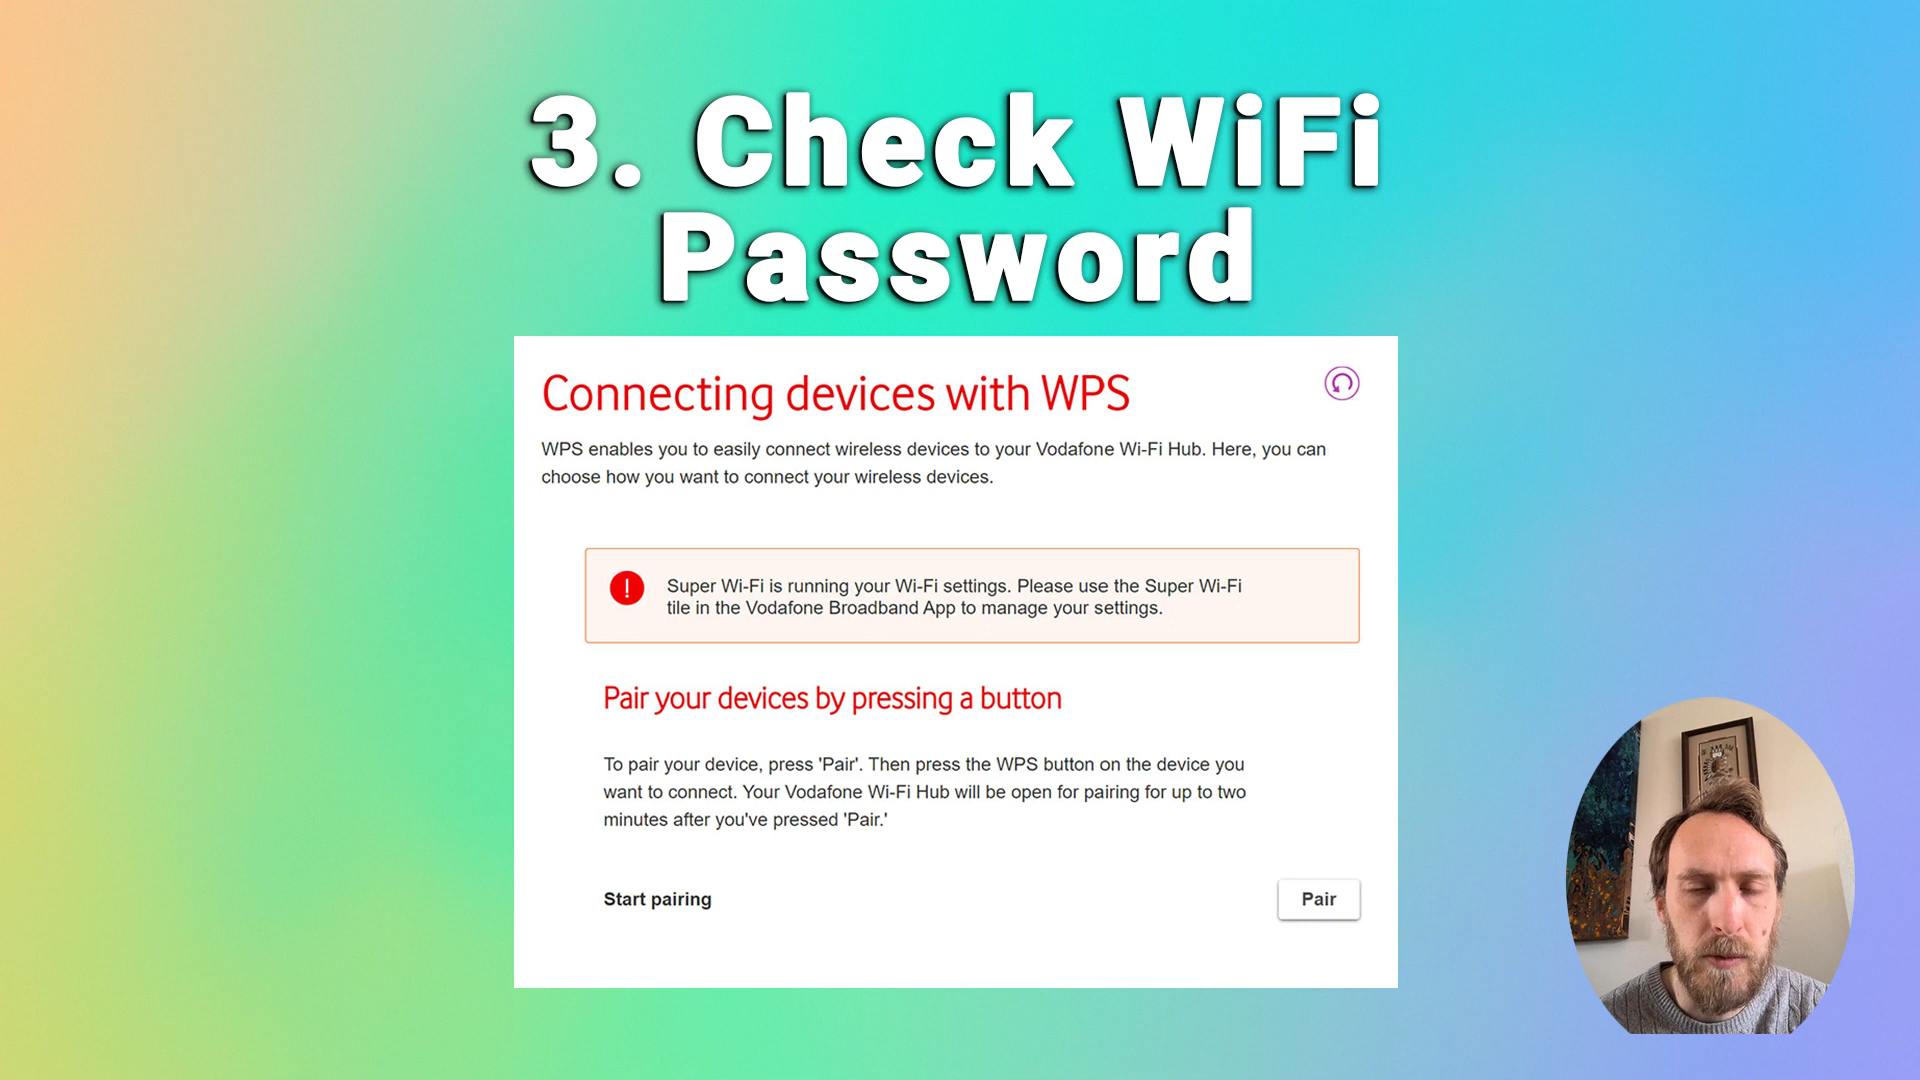 3. Check WiFi
Password
Connecting devices with WPS
WPS enables you to easily connect wireless devices to your Vodafone Wi-Fi Hub. Here, you can
choose how you want to connect your wireless devices.
Super Wi-Fi is running your Wi-Fi settings. Please use the Super Wi-Fi
tile in the Vodafone Broadband App to manage your settings.
Pair your devices by pressing a button
To pair your device, press 'Pair'. Then press the WPS button on the device you
want to connect. Your Vodafone Wi-Fi Hub will be open for pairing for up to two
minutes after you've pressed 'Pair.'
Start pairing
Pair